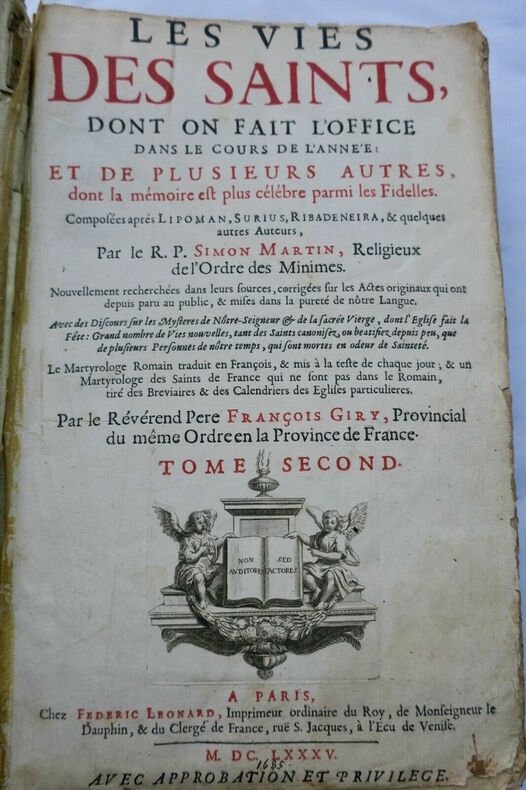 LES VIES
DES SAINTS,
DONT ON FAIT L'OFFICE
DANS LE COURS DE L'ANNE'E:
ET DE PLUSIEURS AUTRES,
dont la mémoire eſt plus célébre parmi les Fidelles.
Compoſées aprés LIPOMAN, SURIUS, RIBADENEIRA, & quelques
autres Auteurs,
Par le R. P. SIMON MARTIN, Religieux
de l'Ordre des Minimes.
Nouvellement recherchées dans leurs ſources, corrigées ſur les Actes originaux qui ont
depuis paru au public, & miſes dans la pureté de nôtre Langue.
Avec des Diſcours ſur les Myſteres de Nôtre-Seigneur & de la ſacrée Vierge, dont l'Egliſe fait la
Fête: Grand nombre de Vies nouvelles, tant des Saints canoniſez, ou beatifiez depuis peu, que
de pluſieurs Perſonnes de nôtre temps, qui ſont mortes en odeur de Sainteté.
Le Martyrologe Romain traduit en François, & mis à la teſte de chaque jour; & un
Martyrologe des Saints de France qui ne ſont pas dans le Romain,
tiré des Breviaires & des Calendriers des Egliſes particulieres.
Par le Révérend Pere FRANÇOIS GIRY, Provincial
du même Ordre en la Province de France.
TOME SECOND.
NON SED
AVDITORES FACTORES
A PARIS,
Chez FEDERIC LEONARD, Imprimeur ordinaire du Roy, de Monſeigneur le
Dauphin, & du Clergé de France, ruë S. Jacques, à l'Ecu de Veniſe.
M. DC. LXXXV.
1685
AVEC APPROBATION ET PRIVILEGE.